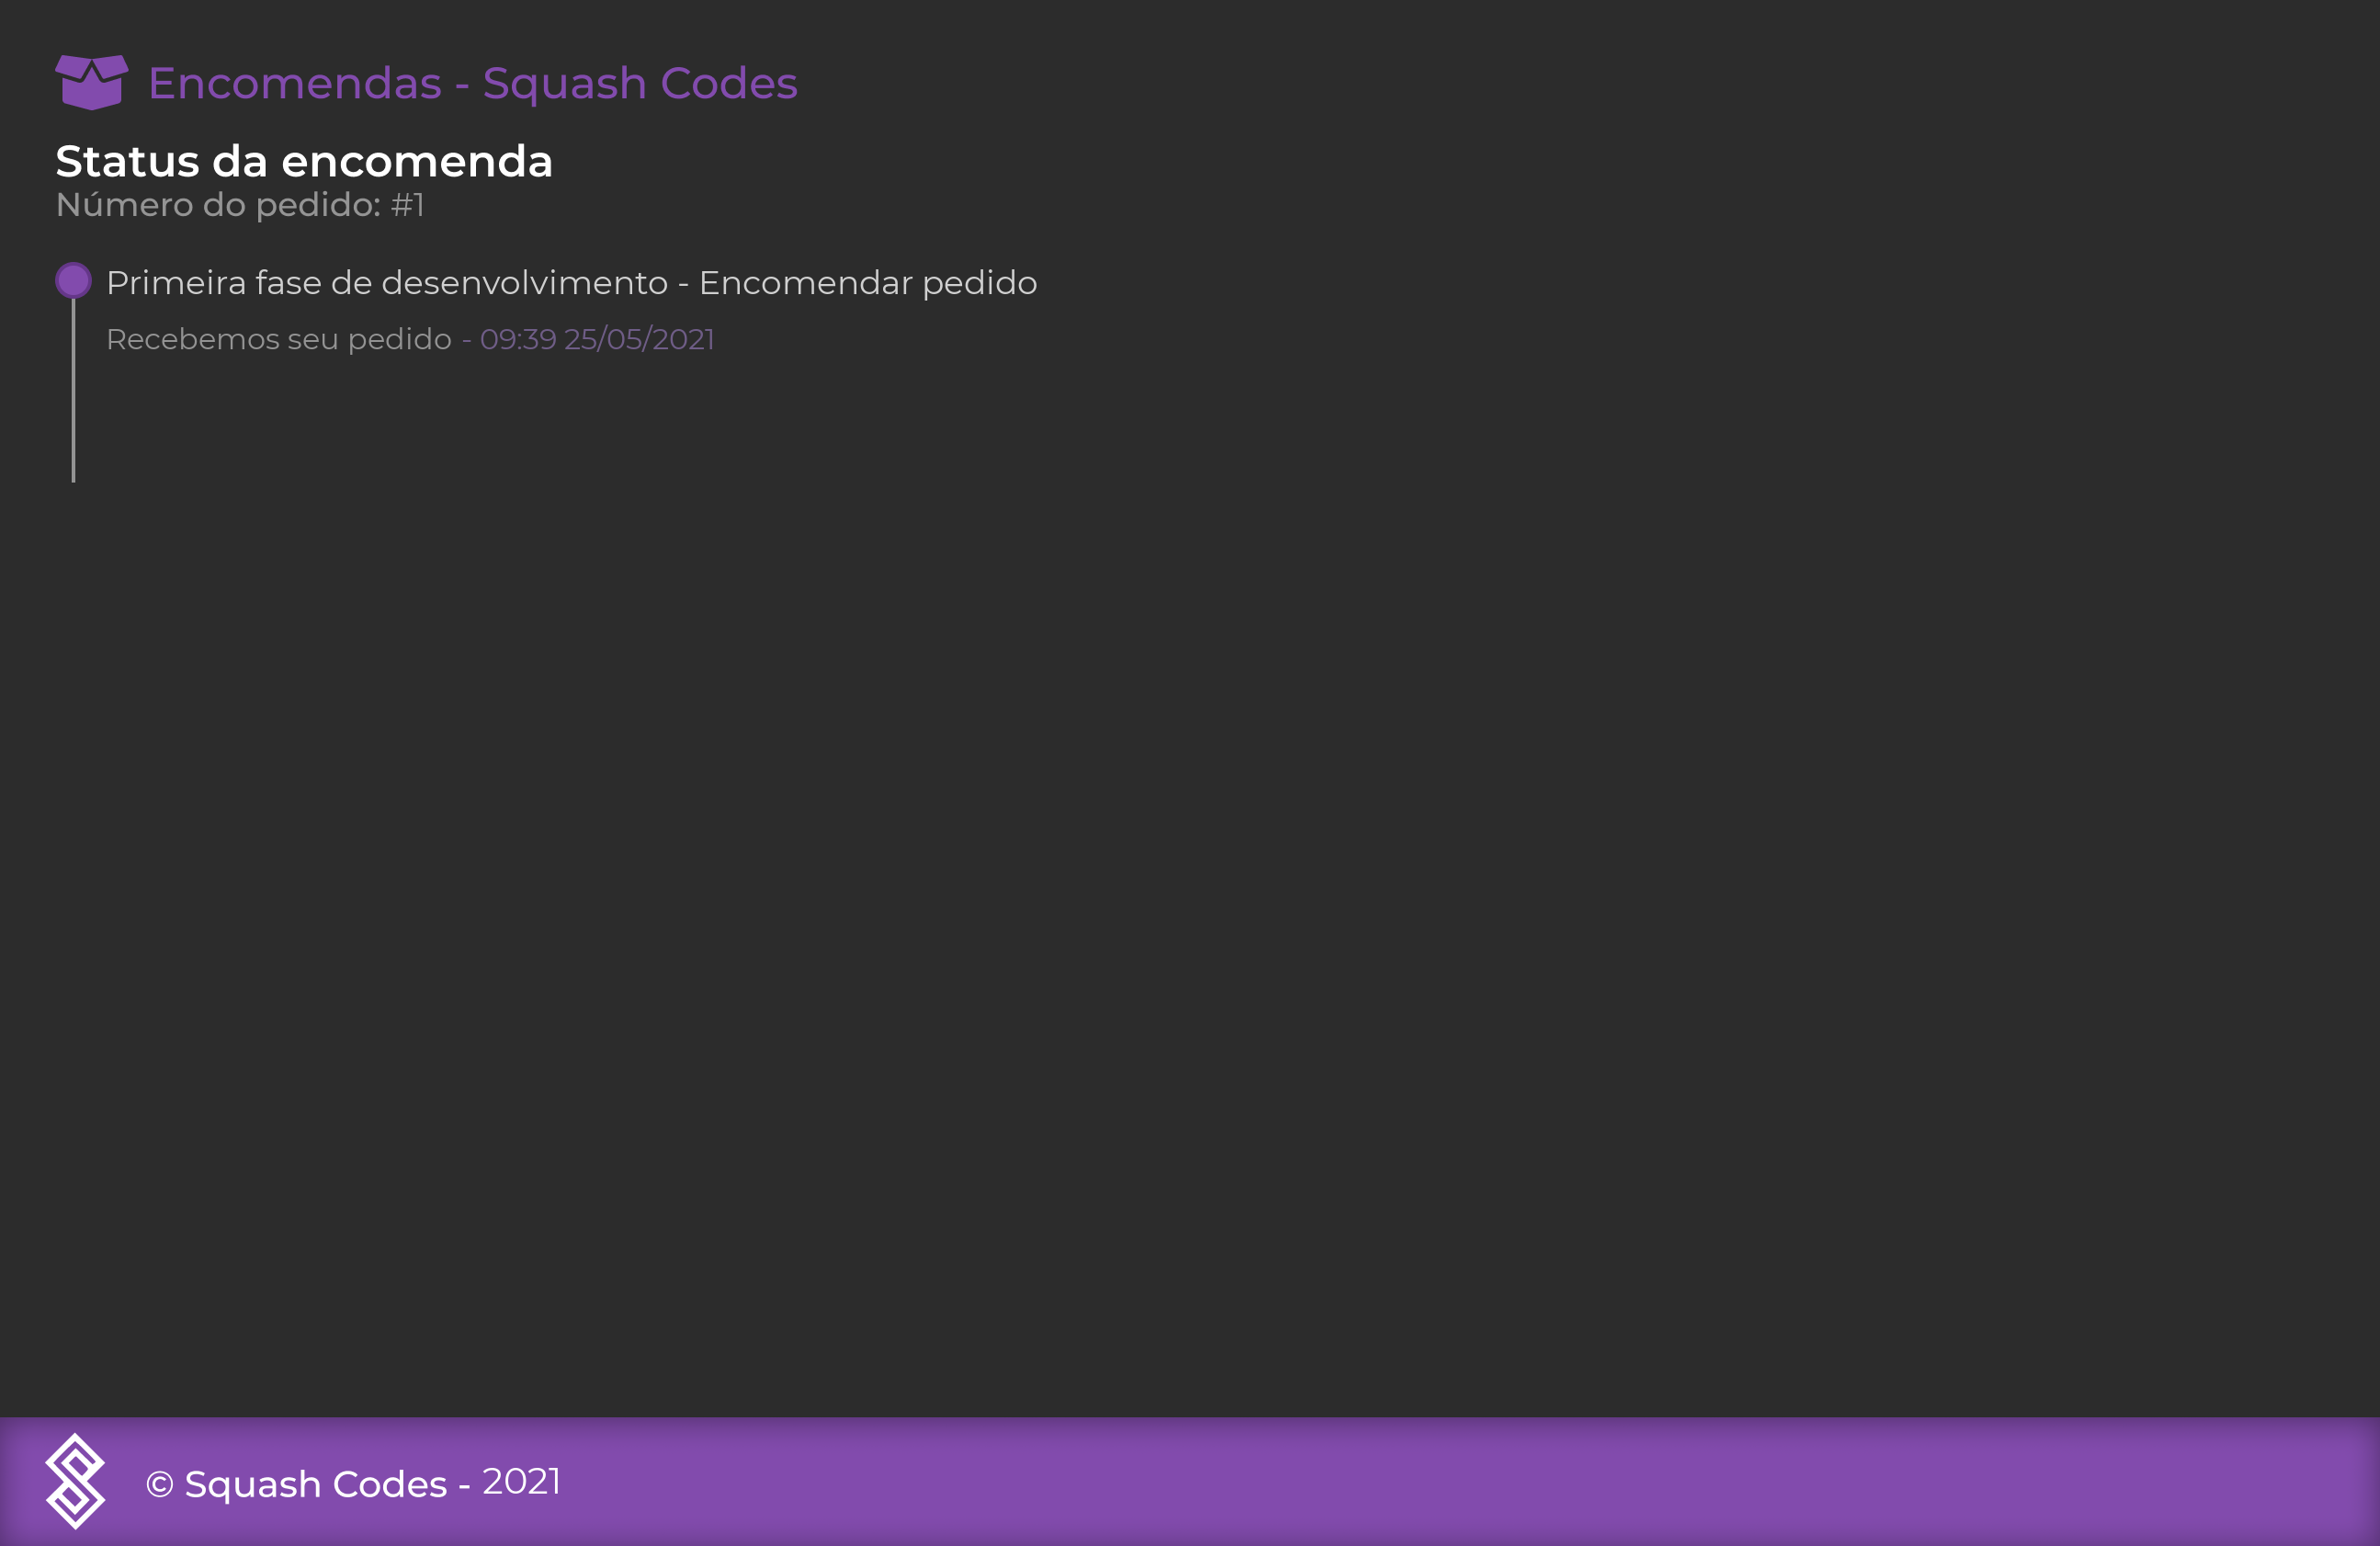 Encomendas - Squash Codes
Status da encomenda
Número do pedido: #1
Primeira fase de desenvolvimento - Encomendar pedido
Recebemos seu pedido - 09:39 25/05/2021
© Squash Codes - 2021